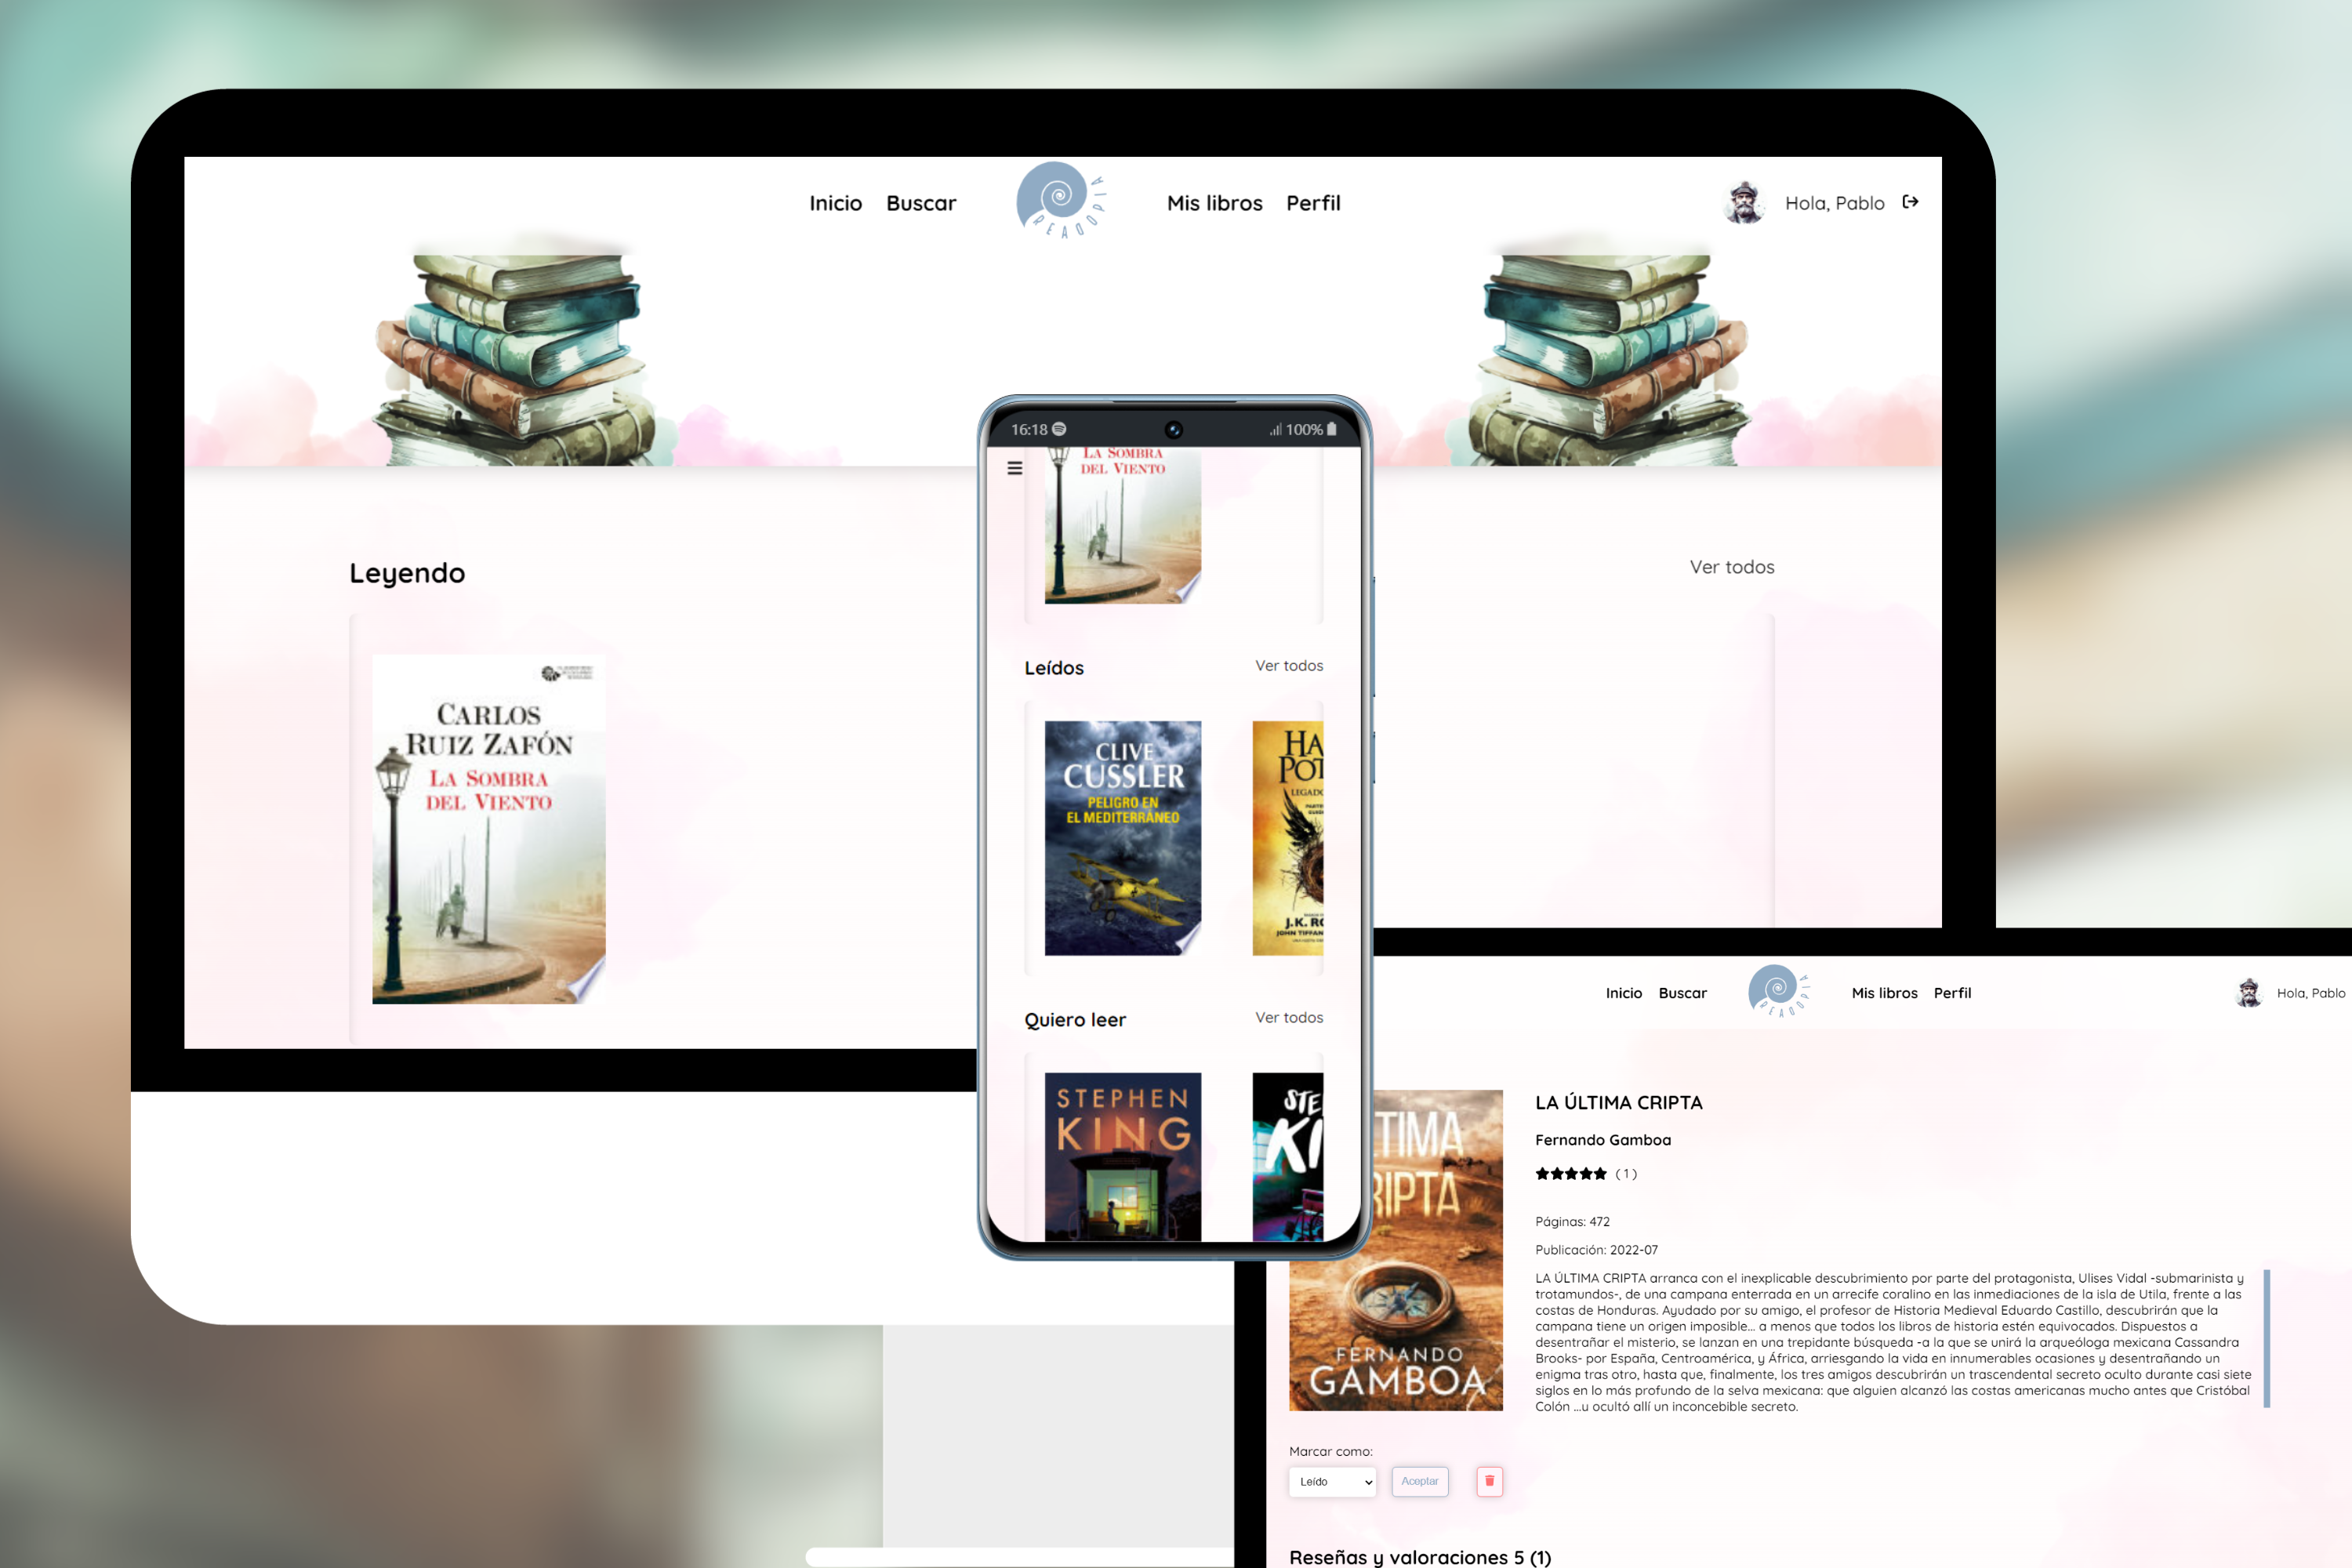 Inicio Buscar
READOPIA
Mis libros Perfil
Hola, Pablo
Leyendo
Ver todos
CARLOS
RUIZ ZAFÓN
LA SOMBRA
DEL VIENTO
16:18
100%
LA SOMBRA
DEL VIENTO
Leídos
Ver todos
CLIVE
CUSSLER
PELIGRO EN
EL MEDITERRÁNEO
HA
POT
LEGADO
J.K. RO
JOHN TIFFAN
Quiero leer
Ver todos
STEPHEN
KING
STE
KI
Inicio Buscar
READOPIA
Mis libros Perfil
Hola, Pablo
TIMA
RIPTA
FERNANDO
GAMBOA
LA ÚLTIMA CRIPTA
Fernando Gamboa
( 1 )
Páginas: 472
Publicación: 2022-07
LA ÚLTIMA CRIPTA arranca con el inexplicable descubrimiento por parte del protagonista, Ulises Vidal -submarinista y
trotamundos-, de una campana enterrada en un arrecife coralino en las inmediaciones de la isla de Utila, frente a las
costas de Honduras. Ayudado por su amigo, el profesor de Historia Medieval Eduardo Castillo, descubrirán que la
campana tiene un origen imposible... a menos que todos los libros de historia estén equivocados. Dispuestos a
desentrañar el misterio, se lanzan en una trepidante búsqueda -a la que se unirá la arqueóloga mexicana Cassandra
Brooks- por España, Centroamérica, y África, arriesgando la vida en innumerables ocasiones y desentrañando un
enigma tras otro, hasta que, finalmente, los tres amigos descubrirán un trascendental secreto oculto durante casi siete
siglos en lo más profundo de la selva mexicana: que alguien alcanzó las costas americanas mucho antes que Cristóbal
Colón ...u ocultó allí un inconcebible secreto.
Marcar como:
Leído
Aceptar
Reseñas y valoraciones 5 (1)